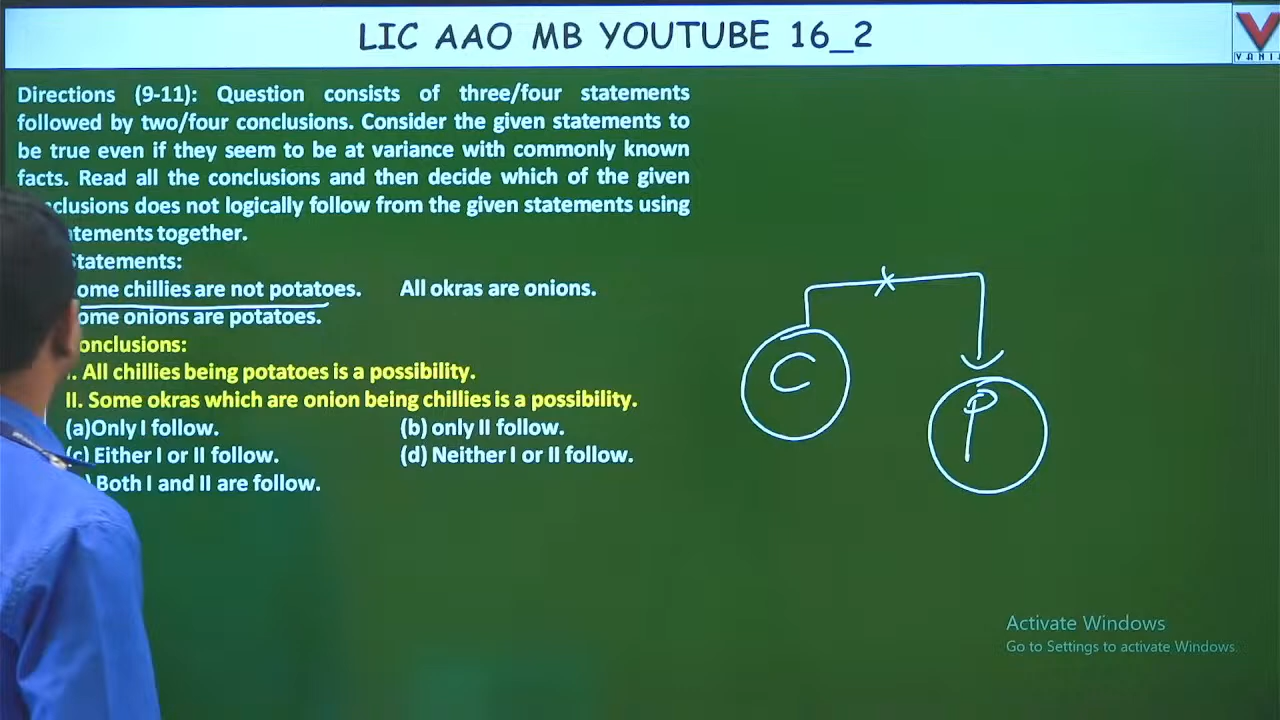 LIC AAO MB YOUTUBE 16_2
VANI
Directions (9-11): Question consists of three/four statements
followed by two/four conclusions. Consider the given statements to
be true even if they seem to be at variance with commonly known
facts. Read all the conclusions and then decide which of the given
clusions does not logically follow from the given statements using
tements together.
Statements:
ome chillies are not potatoes. All okras are onions.
ome onions are potatoes.
onclusions:
I. All chillies being potatoes is a possibility.
II. Some okras which are onion being chillies is a possibility.
(a)Only I follow. (b) only II follow.
(c) Either I or II follow. (d) Neither I or II follow.
) Both I and II are follow.
C
P
Activate Windows
Go to Settings to activate Windows.